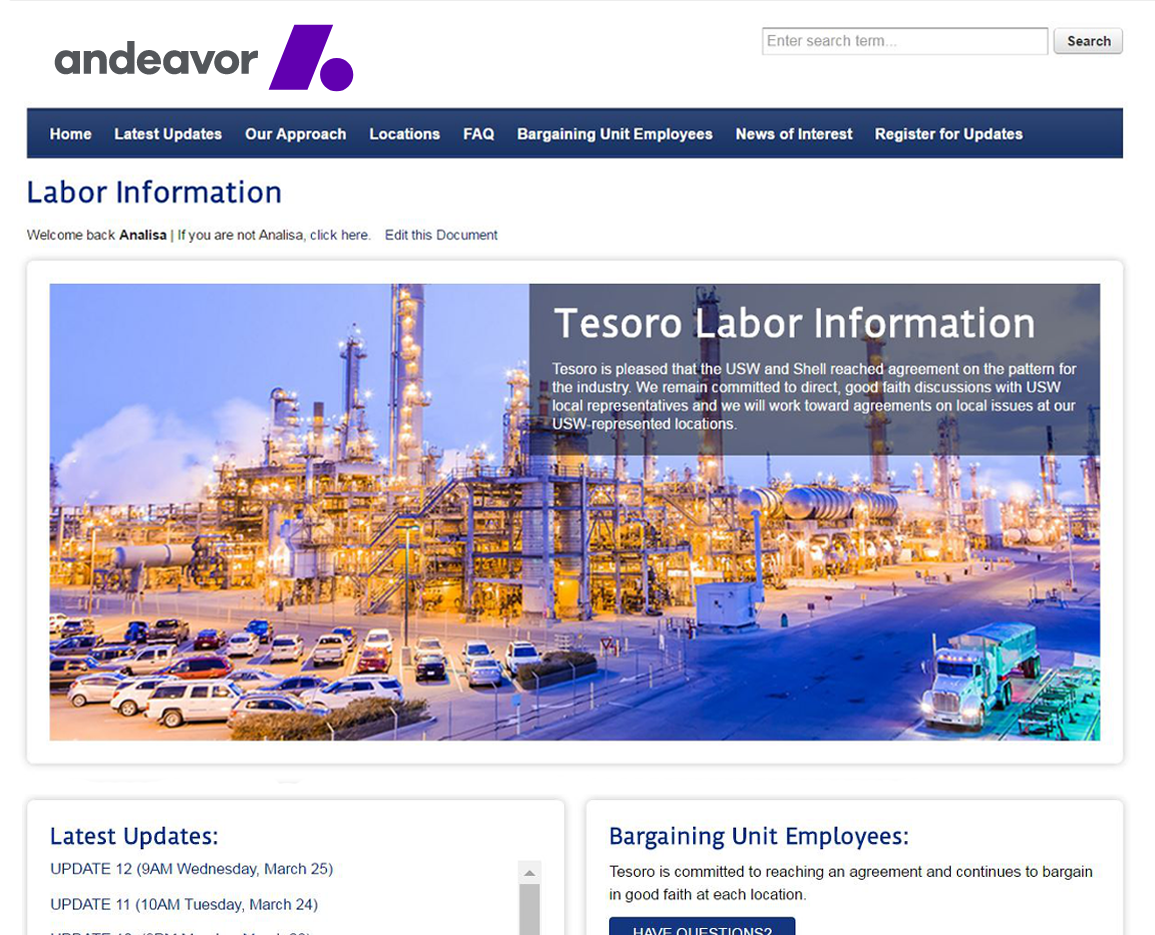 andeavor
Enter search term...
Search
Home Latest Updates Our Approach Locations FAQ Bargaining Unit Employees News of Interest Register for Updates
Labor Information
Welcome back Analisa | If you are not Analisa, click here. Edit this Document
Tesoro Labor Information
Tesoro is pleased that the USW and Shell reached agreement on the pattern for
the industry. We remain committed to direct, good faith discussions with USW
local representatives and we will work toward agreements on local issues at our
USW-represented locations.
Latest Updates:
UPDATE 12 (9AM Wednesday, March 25)
UPDATE 11 (10AM Tuesday, March 24)
Bargaining Unit Employees:
Tesoro is committed to reaching an agreement and continues to bargain
in good faith at each location.
HAVE QUESTIONS?